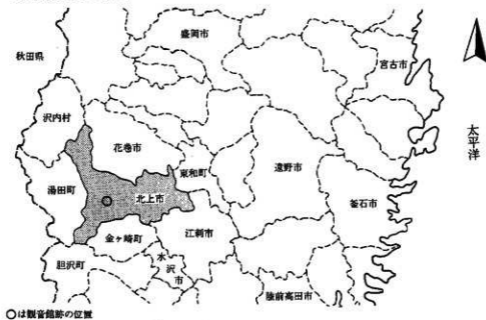 盛岡市
秋田県
宮古市
沢内村
太平洋
花巻市
東和町
遠野市
湯田町
北上市
釜石市
江刺市
金ヶ崎町
胆沢町
水沢市
陸前高田市
○は観音館跡の位置